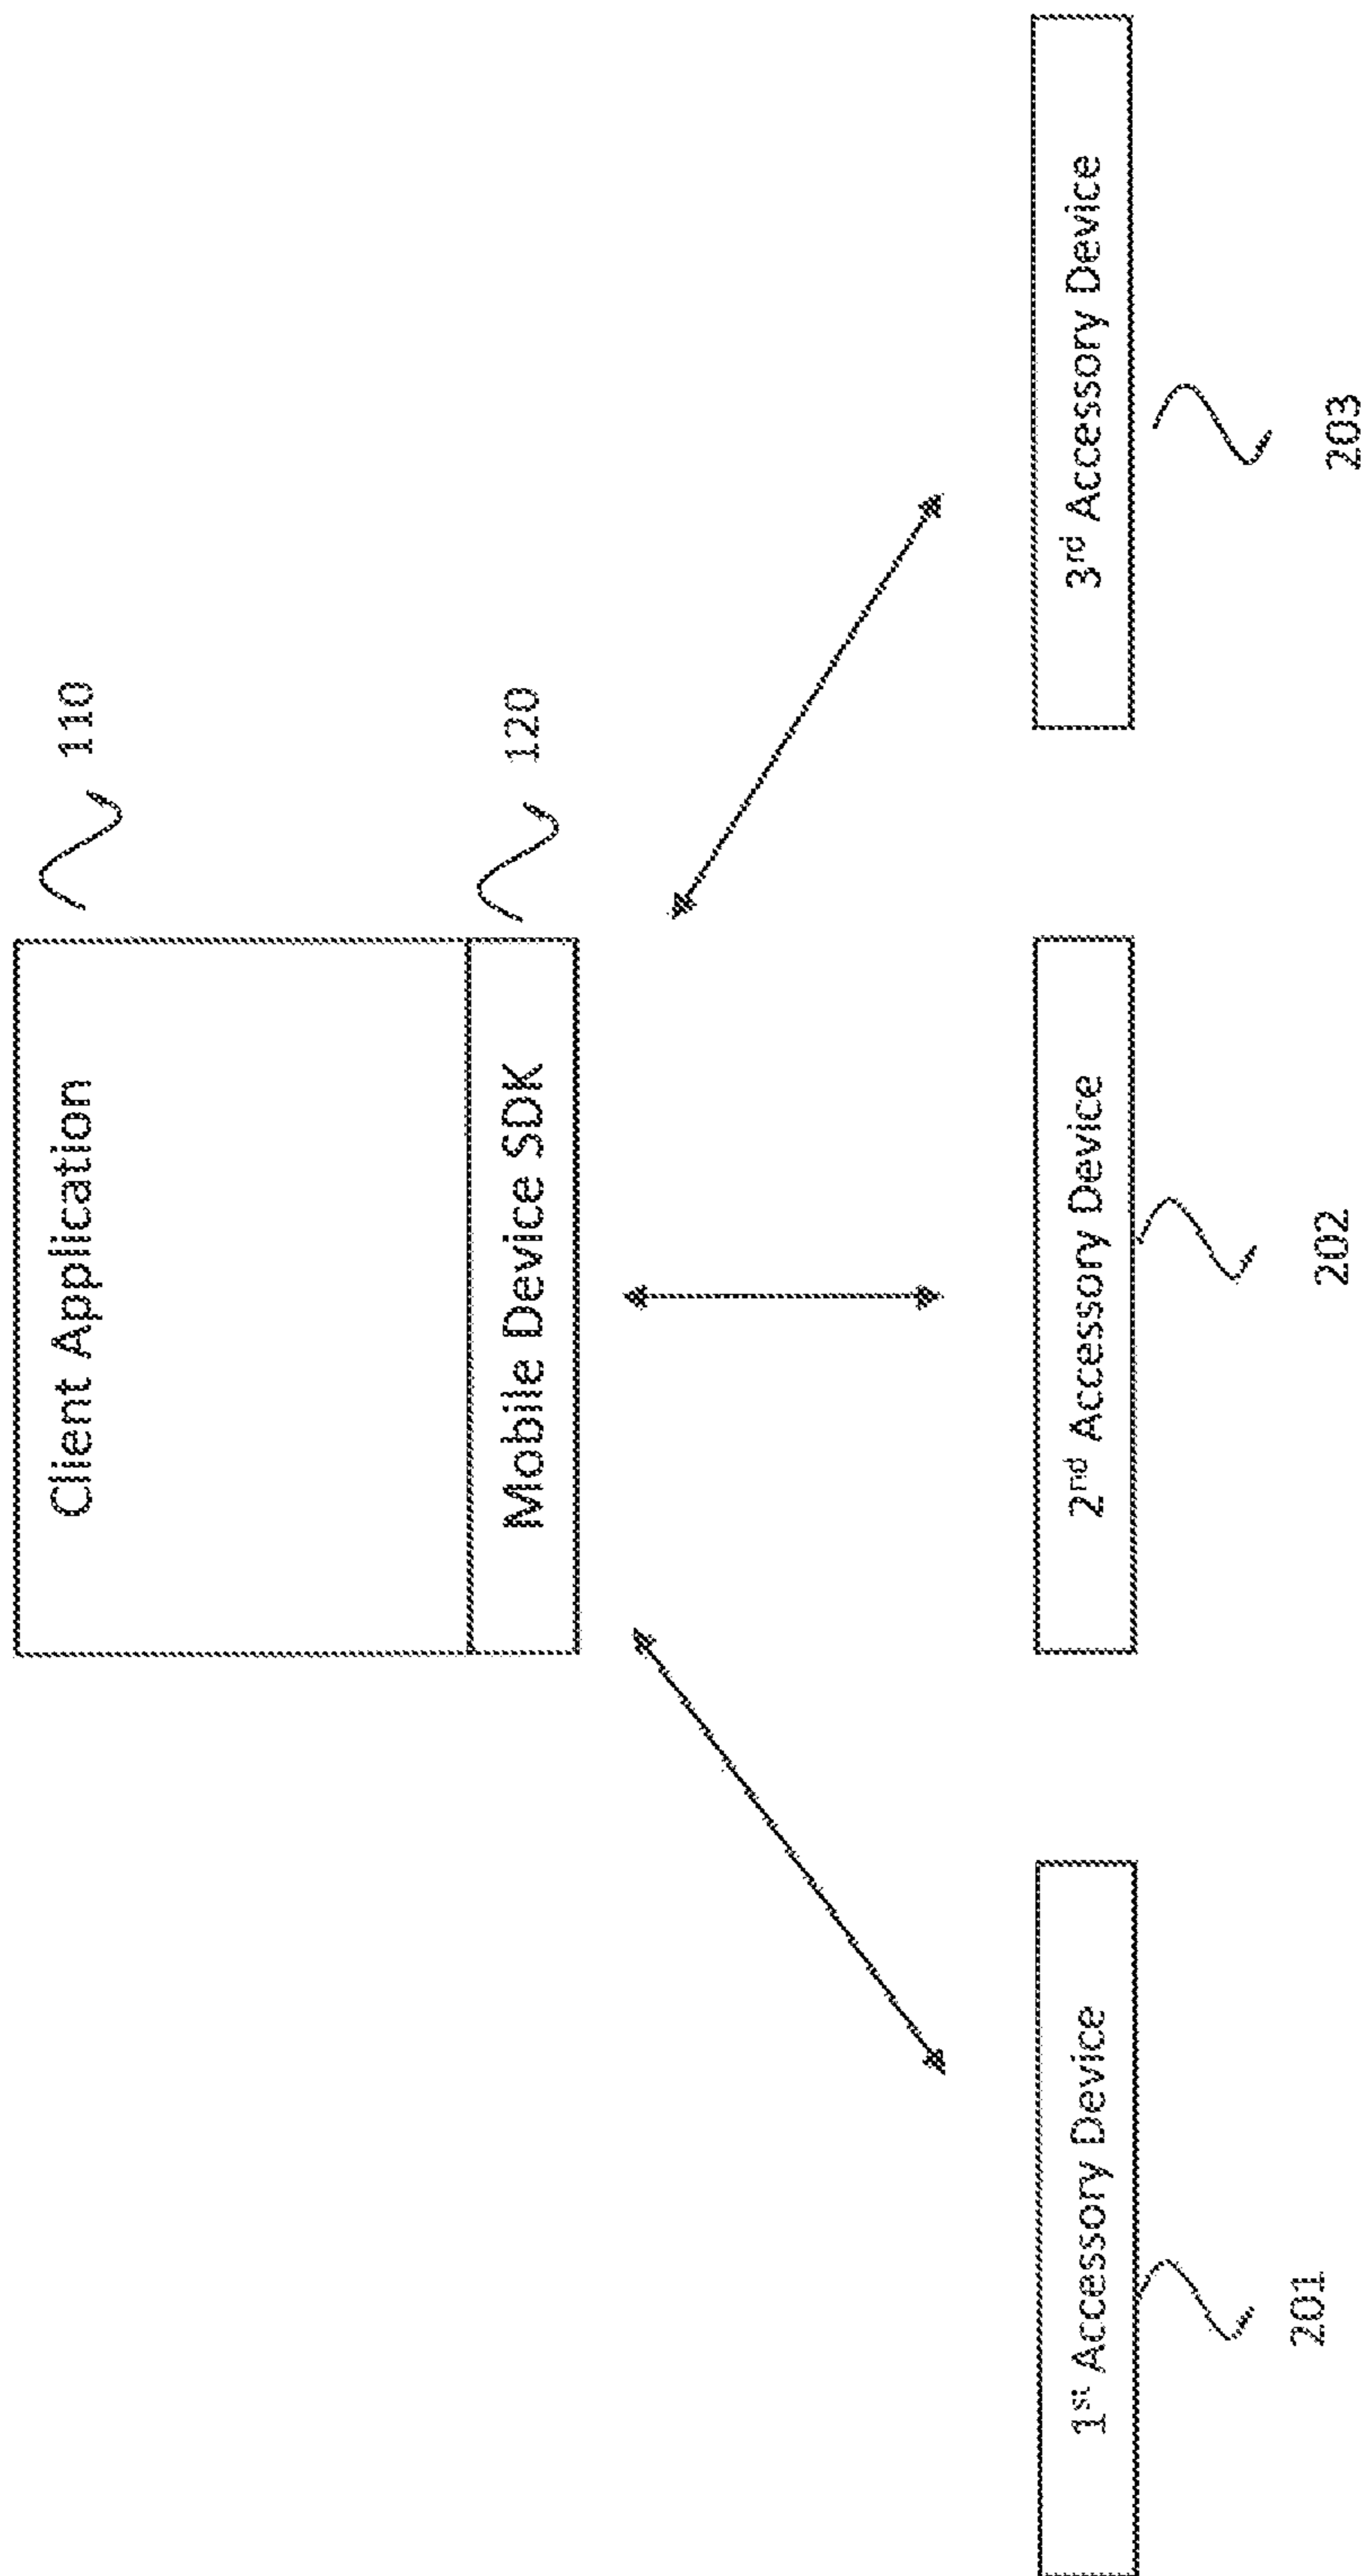 Client Application
110
Mobile Device SDK
120
1st Accessory Device
2nd Accessory Device
3rd Accessory Device
201
202
203